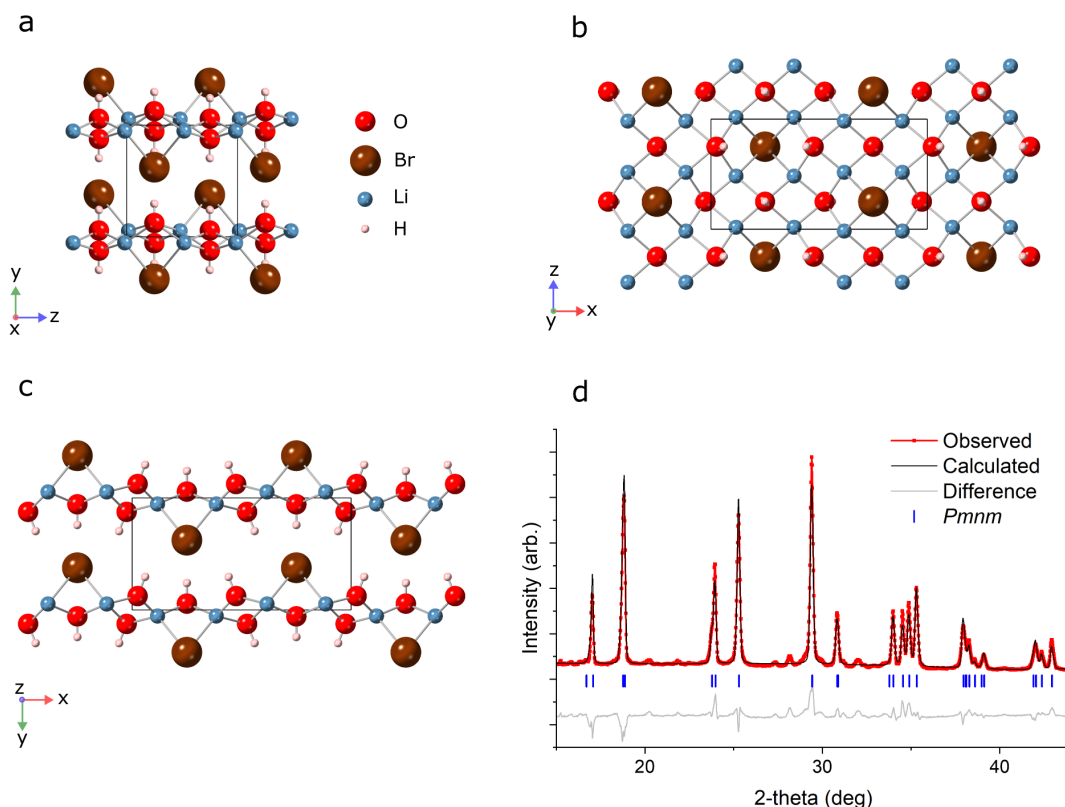 a
O
Br
Li
H
y
x
z
b
z
y
x
c
z
x
y
d
Observed
Calculated
Difference
Pmnm
Intensity (arb.)
20
30
40
2-theta (deg)